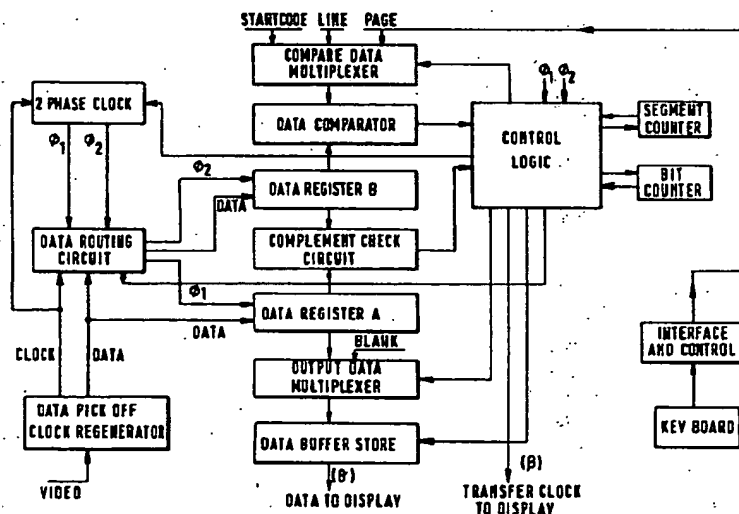 STARTCODE LINE PAGE
COMPARE DATA
MULTIPLEXER
2 PHASE CLOCK
DATA COMPARATOR
Φ1 Φ2
CONTROL
LOGIC
SEGMENT
COUNTER
BIT
COUNTER
Φ1 Φ2
Φ2
DATA
DATA REGISTER B
DATA ROUTING
CIRCUIT
COMPLEMENT CHECK
CIRCUIT
Φ1
DATA
DATA REGISTER A
CLOCK DATA
BLANK
OUTPUT DATA
MULTIPLEXER
INTERFACE
AND CONTROL
DATA PICK OFF
CLOCK REGENERATOR
DATA BUFFER STORE
KEY BOARD
VIDEO
DATA TO DISPLAY
(β)
TRANSFER CLOCK
TO DISPLAY